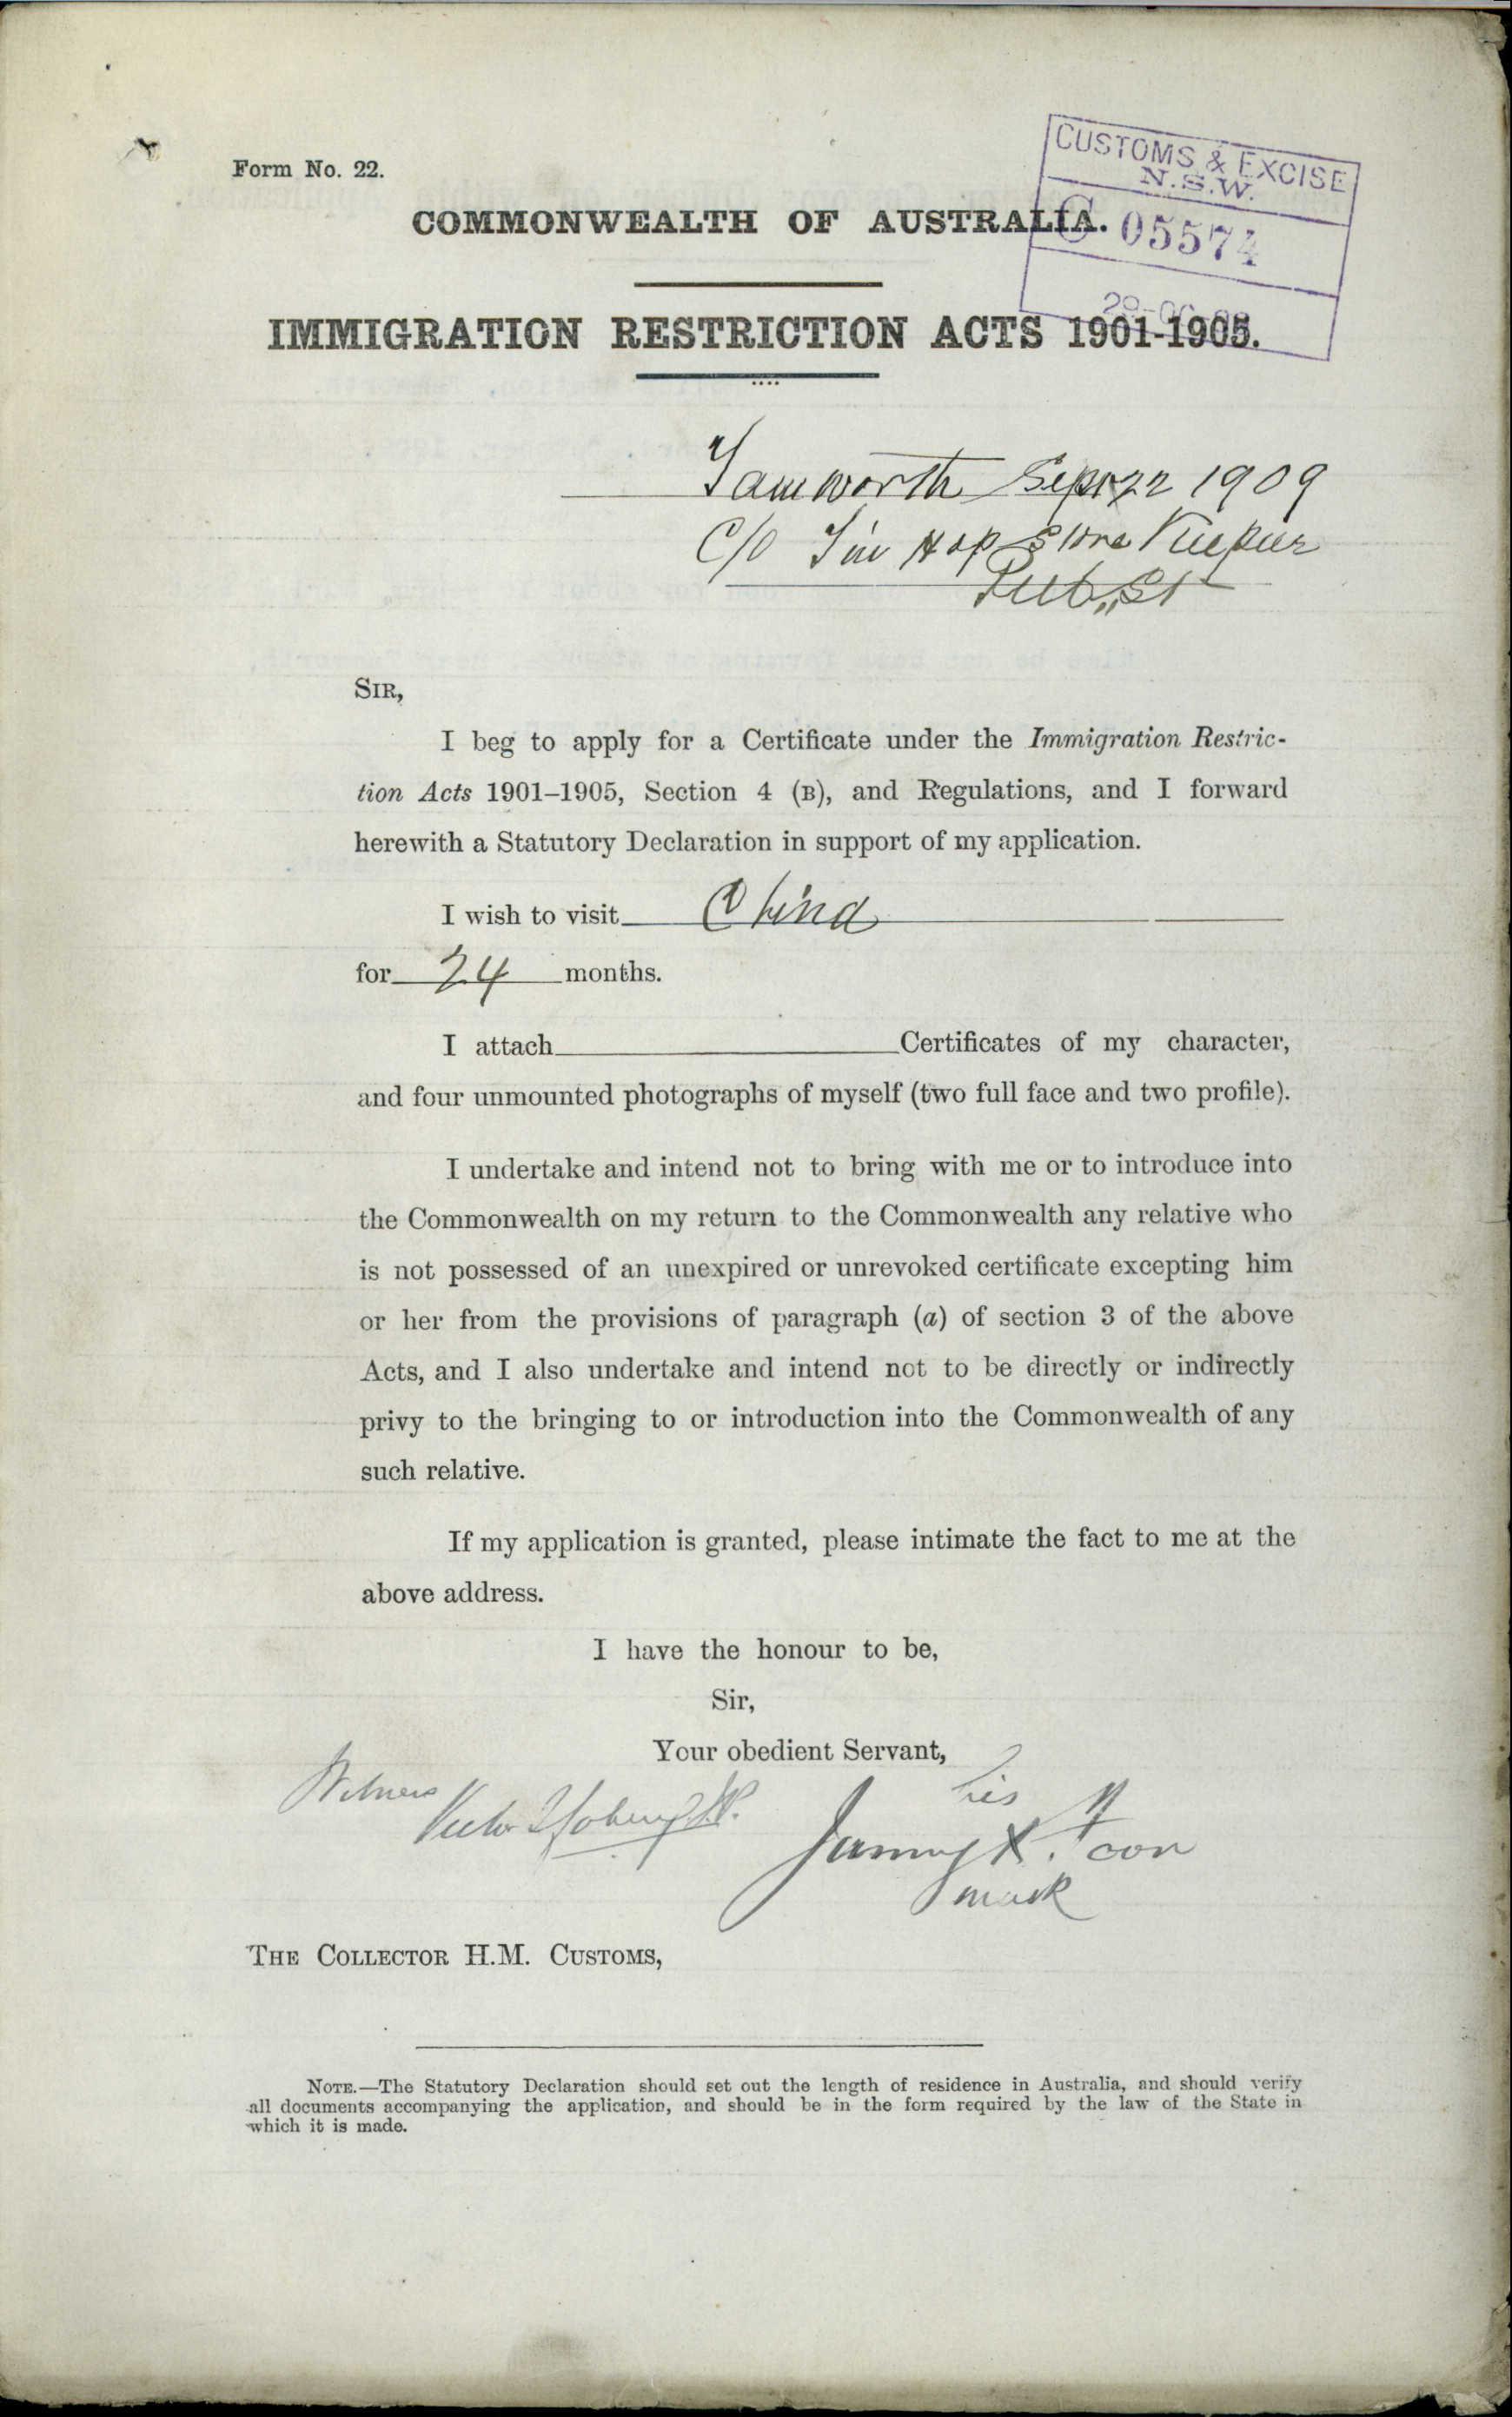 Form No. 22.
CUSTOMS & EXCISE
N.S.W.
C 05574
COMMONWEALTH OF AUSTRALIA.
IMMIGRATION RESTRICTION ACTS 1901-1905.
Tamworth Sept 22 1909
C/o Tiu Hop Store Kieper
St
SIR,
I beg to apply for a Certificate under the Immigration Restric-
tion Acts 1901–1905, Section 4 (B), and Regulations, and I forward
herewith a Statutory Declaration in support of my application.
I wish to visit China
for 24 months.
I attach Certificates of my character,
and four unmounted photographs of myself (two full face and two profile).
I undertake and intend not to bring with me or to introduce into
the Commonwealth on my return to the Commonwealth any relative who
is not possessed of an unexpired or unrevoked certificate excepting him
or her from the provisions of paragraph (a) of section 3 of the above
Acts, and I also undertake and intend not to be directly or indirectly
privy to the bringing to or introduction into the Commonwealth of any
such relative.
If my application is granted, please intimate the fact to me at the
above address.
I have the honour to be,
Sir,
Your obedient Servant,
Witness
his
Jimmy X. Foon
mark
THE COLLECTOR H.M. CUSTOMS,
NOTE.—The Statutory Declaration should set out the length of residence in Australia, and should verify
all documents accompanying the application, and should be in the form required by the law of the State in
which it is made.